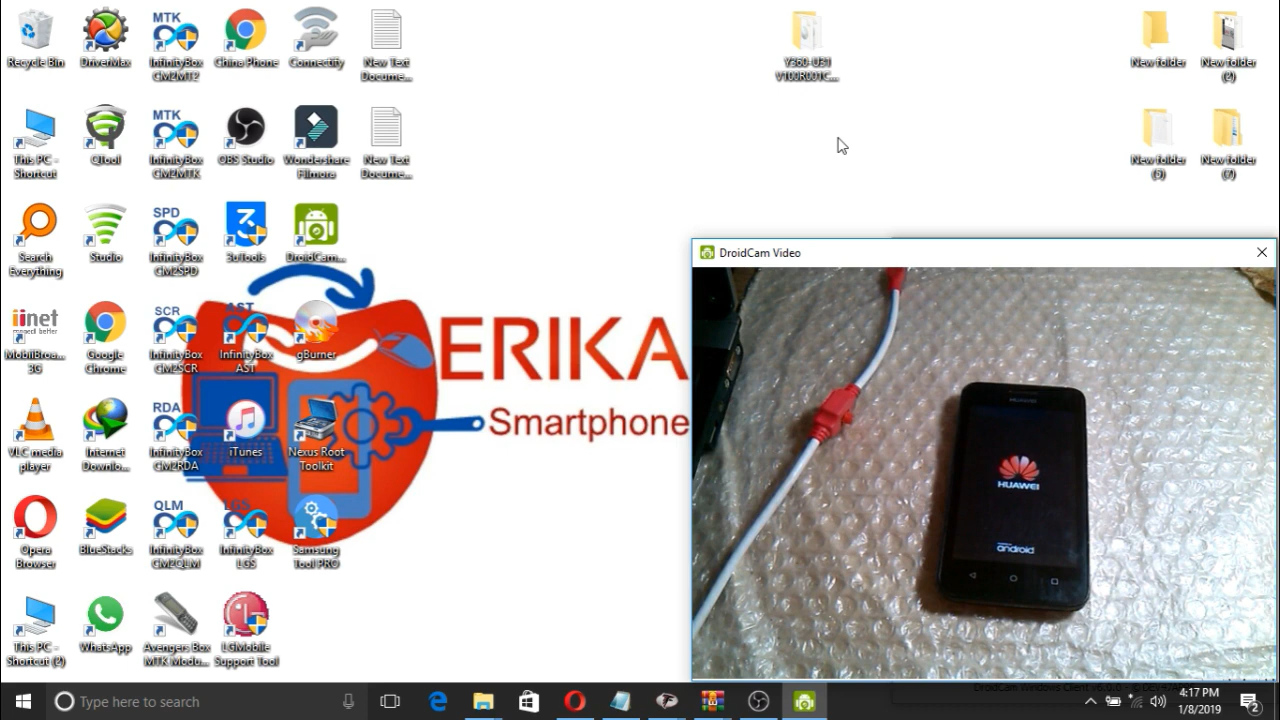 Recycle Bin
DriverMax
MTK
InfinityBox
CM2MT2
China Phone
Connectify
New Text
Docume...
Y360-U31
V100R001C...
New folder
New folder
(2)
This PC -
Shortcut
QTool
MTK
InfinityBox
CM2MTK
OBS Studio
Wondershare
Filmora
New Text
Docume...
New folder
(5)
New folder
(7)
Search
Everything
Studio
SPD
InfinityBox
CM2SPD
3uTools
DroidCam...
DroidCam Video
iinet
MobilBroa...
3G
Google
Chrome
SCR
InfinityBox
CM2SCR
AST
InfinityBox
AST
gBurner
ERIKA
Smartphone
HUAWEI
HUAWEI
android
VLC media
player
Internet
Downlo...
RDA
InfinityBox
CM2RDA
iTunes
Nexus Root
Toolkit
Opera
Browser
BlueStacks
QLM
InfinityBox
CM2QLM
LGS
InfinityBox
LGS
Samsung
Tool PRO
This PC -
Shortcut (2)
WhatsApp
Avengers Box
MTK Modu...
LGMobile
Support Tool
Type here to search
4:17 PM
1/8/2019
2